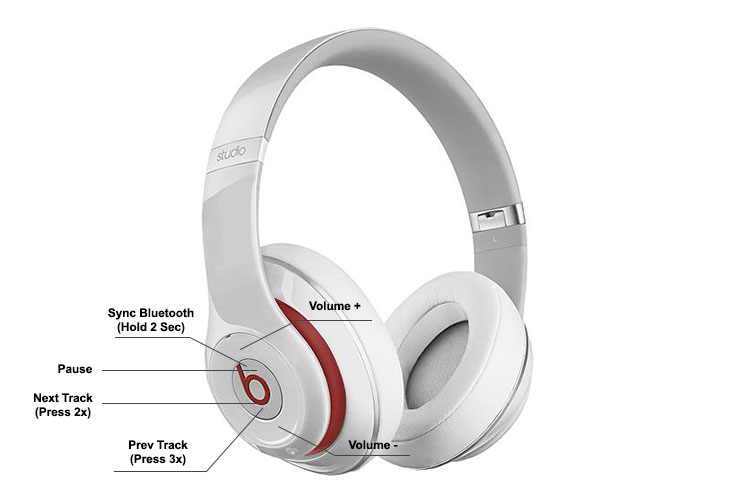 studio
L
Volume +
Sync Bluetooth
(Hold 2 Sec)
Pause
Next Track
(Press 2x)
Prev Track
(Press 3x)
Volume -
b